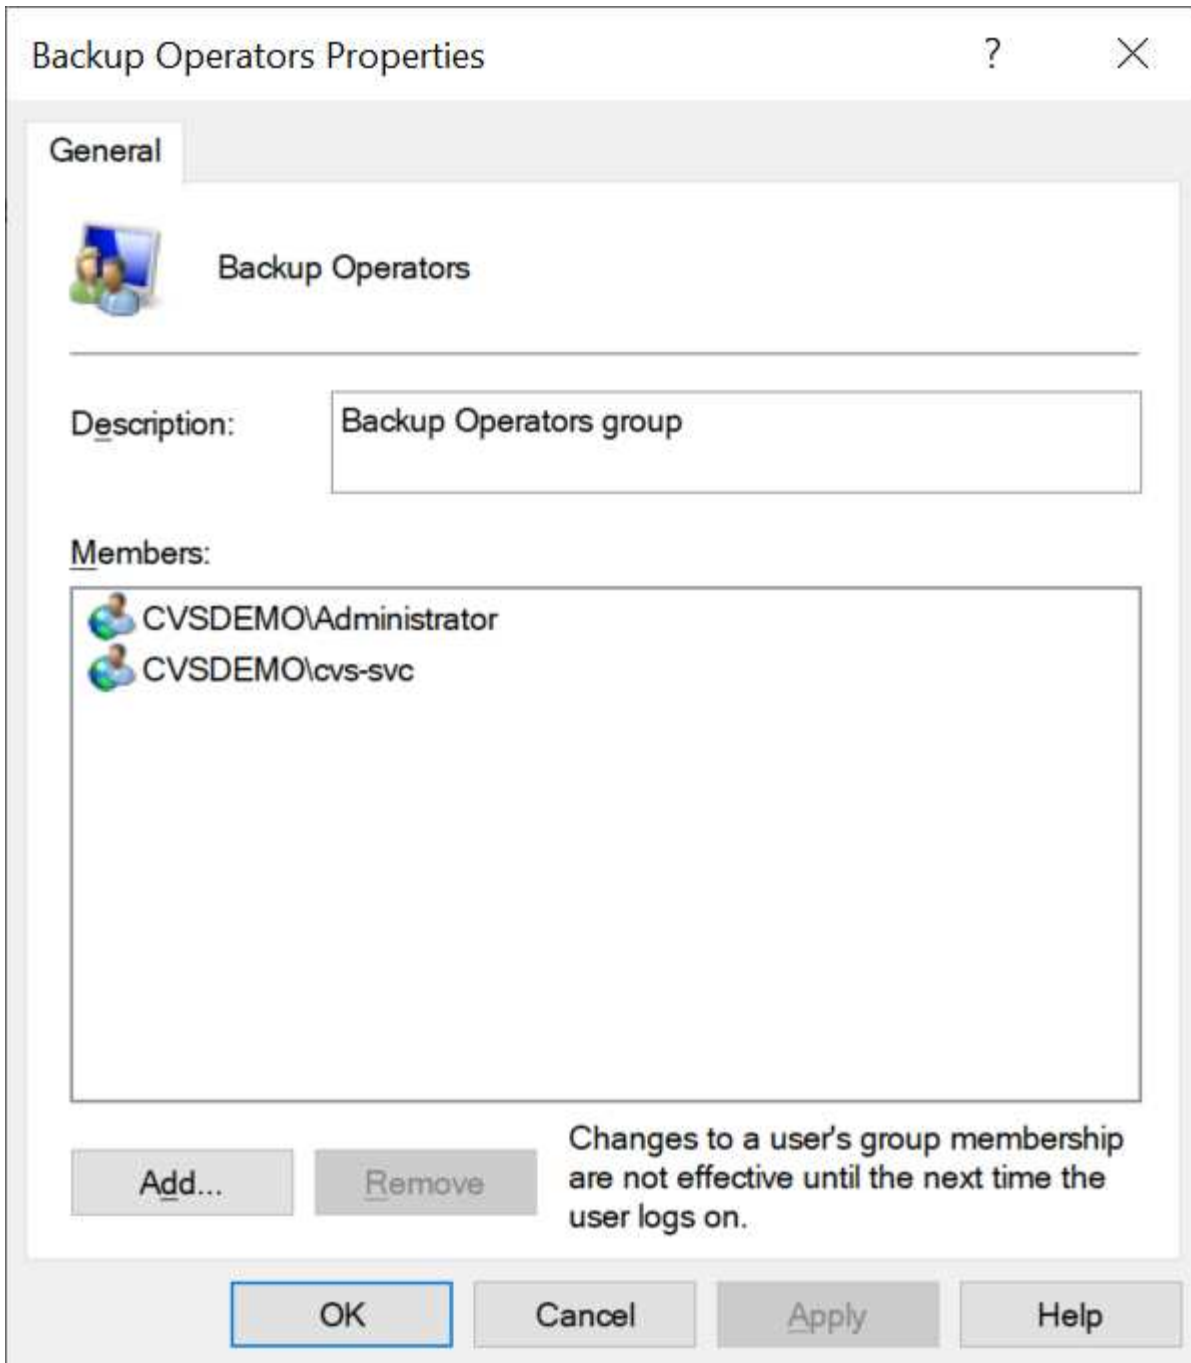 Backup Operators Properties
?
General
Backup Operators
Description:
Backup Operators group
Members:
CVSDEMO\Administrator
CVSDEMO\cvs-svc
Add...
Remove
Changes to a user's group membership
are not effective until the next time the
user logs on.
OK
Cancel
Apply
Help